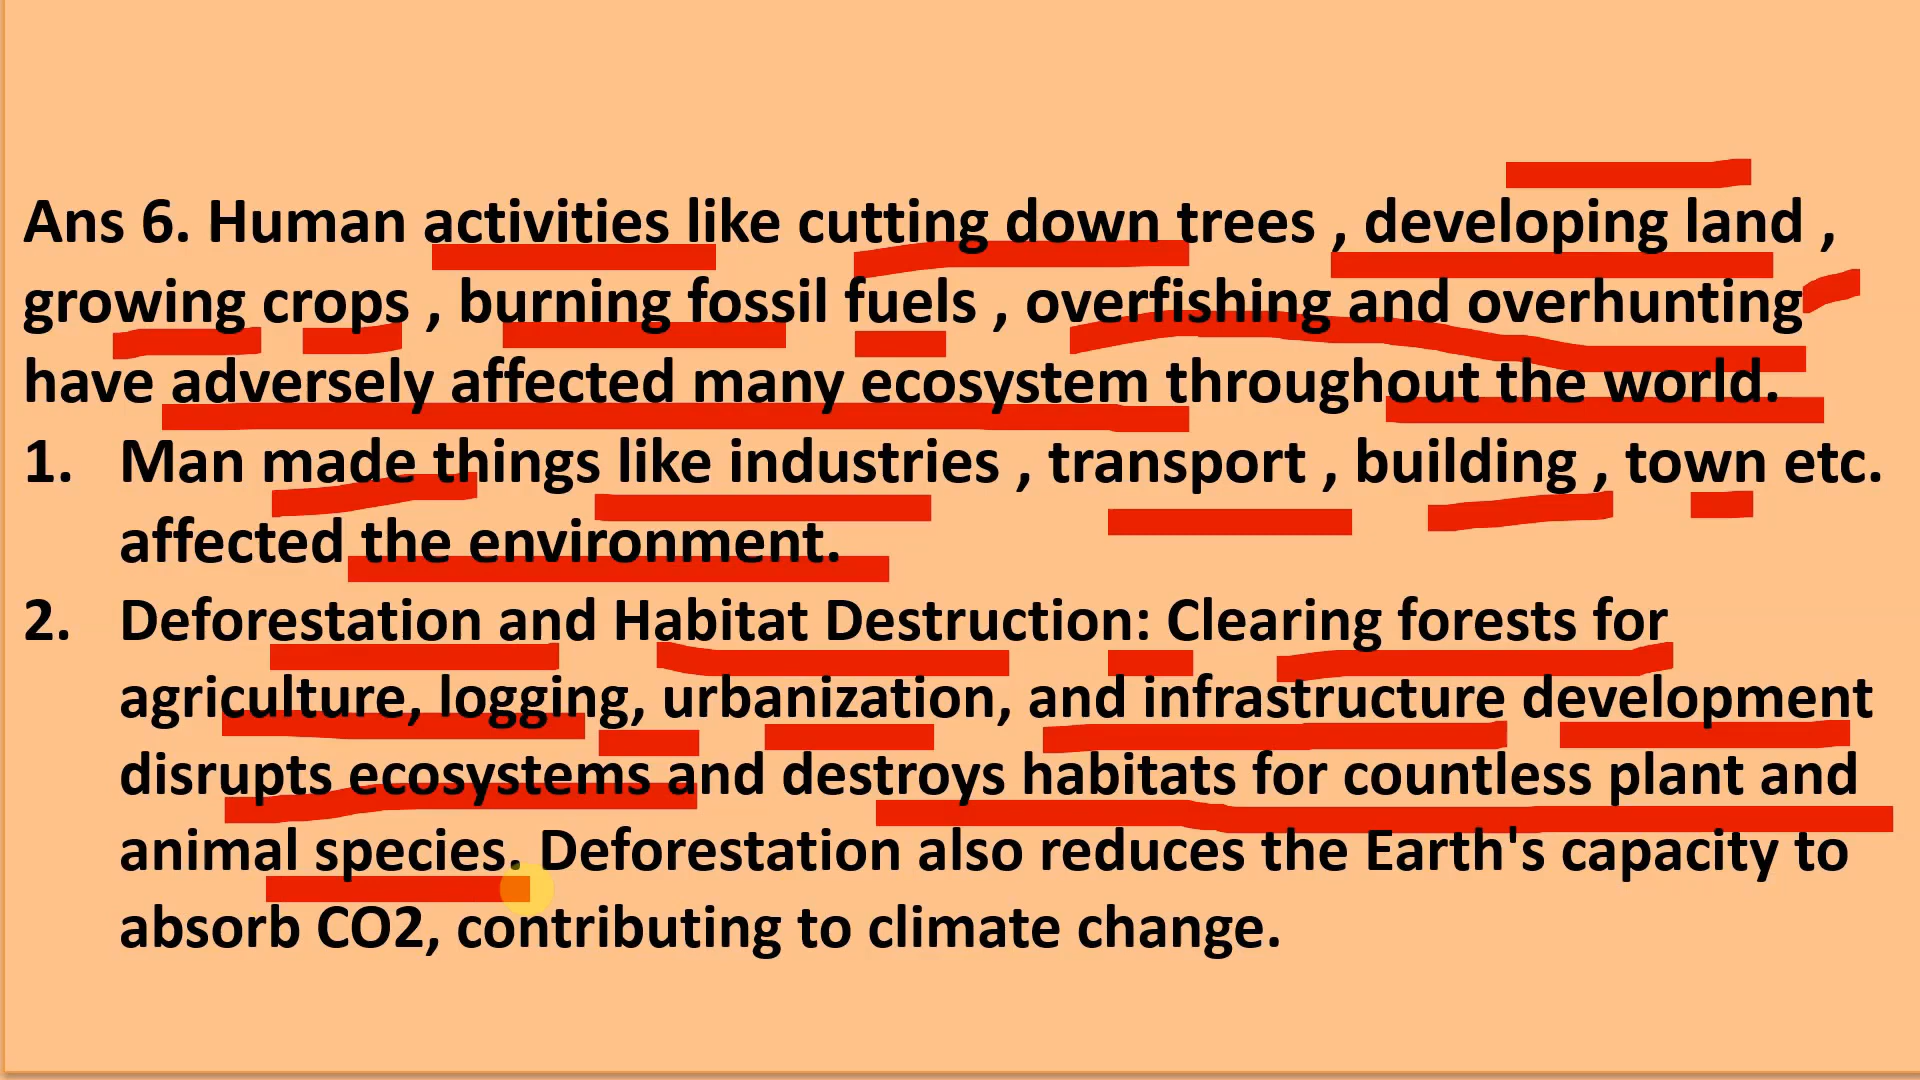 Ans 6. Human activities like cutting down trees , developing land ,
growing crops , burning fossil fuels , overfishing and overhunting
have adversely affected many ecosystem throughout the world.
1. Man made things like industries , transport , building , town etc.
affected the environment.
2. Deforestation and Habitat Destruction: Clearing forests for
agriculture, logging, urbanization, and infrastructure development
disrupts ecosystems and destroys habitats for countless plant and
animal species. Deforestation also reduces the Earth's capacity to
absorb CO2, contributing to climate change.